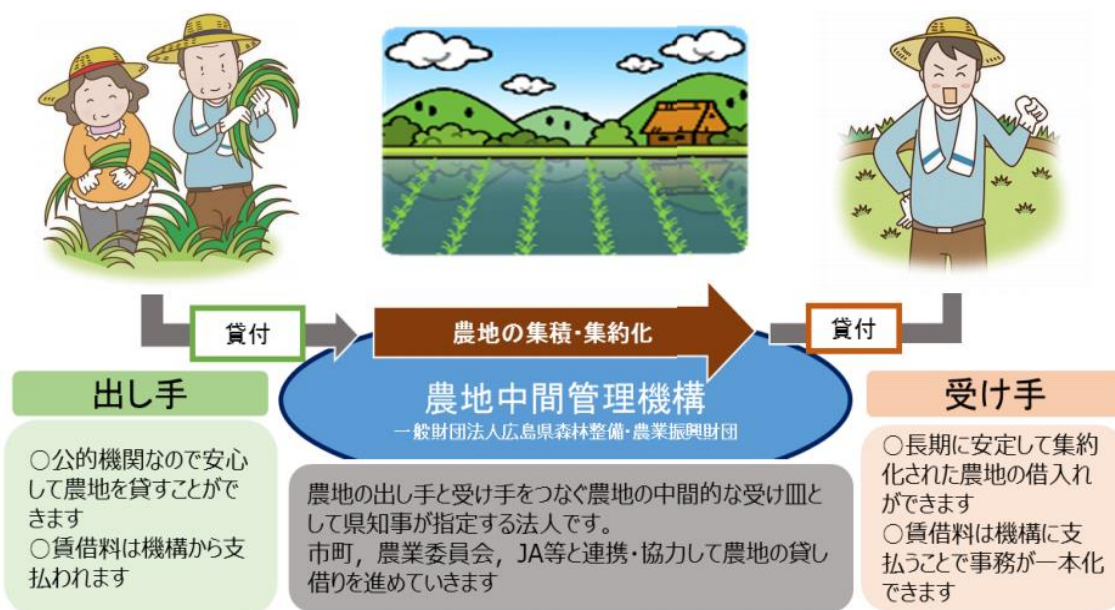 貸付
農地の集積・集約化
貸付
出し手
農地中間管理機構
一般財団法人広島県森林整備・農業振興財団
受け手
○公的機関なので安心
して農地を貸すことがで
きます
○賃借料は機構から支
払われます
農地の出し手と受け手をつなぐ農地の中間的な受け皿と
して県知事が指定する法人です。
市町，農業委員会，JA等と連携・協力して農地の貸し
借りを進めていきます
○長期に安定して集約
化された農地の借入れ
ができます
○賃借料は機構に支
払うことで事務が一本化
できます